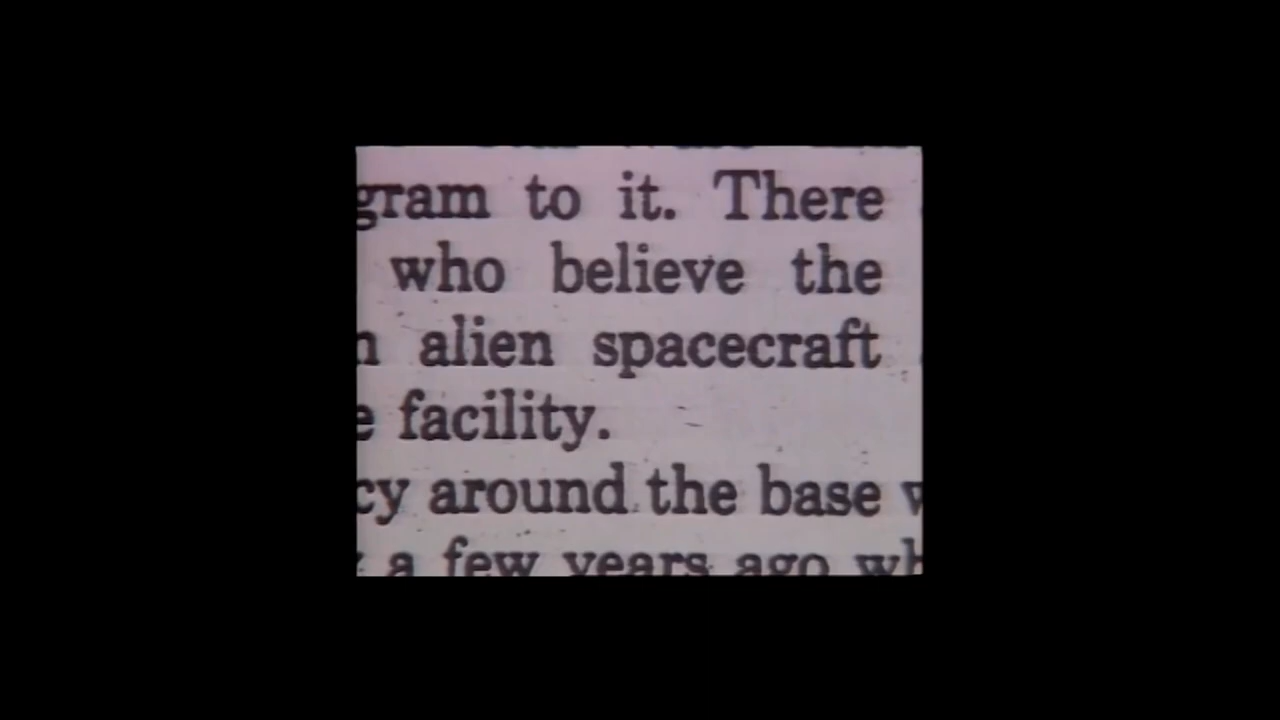 gram to it. There
who believe the
alien spacecraft
facility.
cy around the base
a few years ago